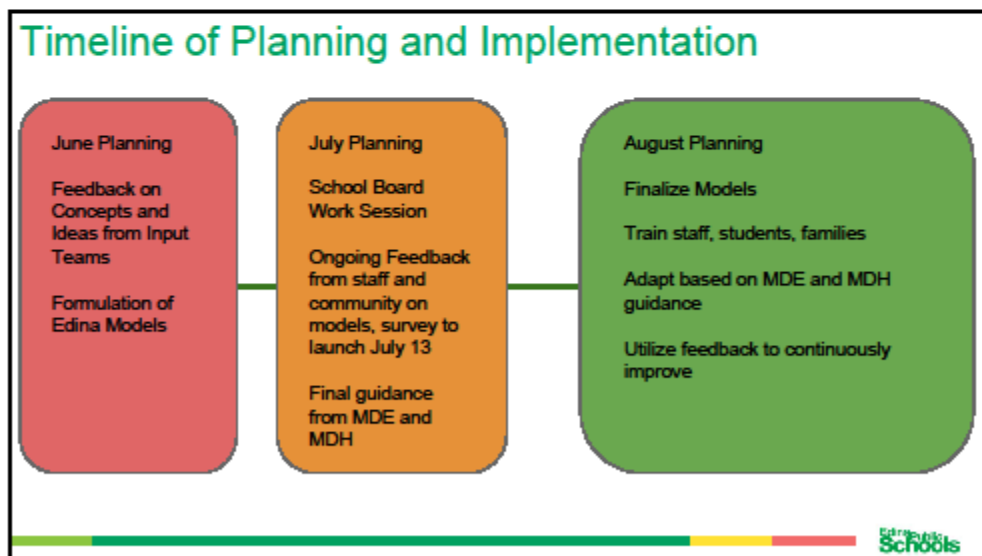 Timeline of Planning and Implementation
June Planning
Feedback on
Concepts and
Ideas from Input
Teams
Formulation of
Edina Models
July Planning
School Board
Work Session
Ongoing Feedback
from staff and
community on
models, survey to
launch July 13
Final guidance
from MDE and
MDH
August Planning
Finalize Models
Train staff, students, families
Adapt based on MDE and MDH
guidance
Utilize feedback to continuously
improve
Edina Public
Schools